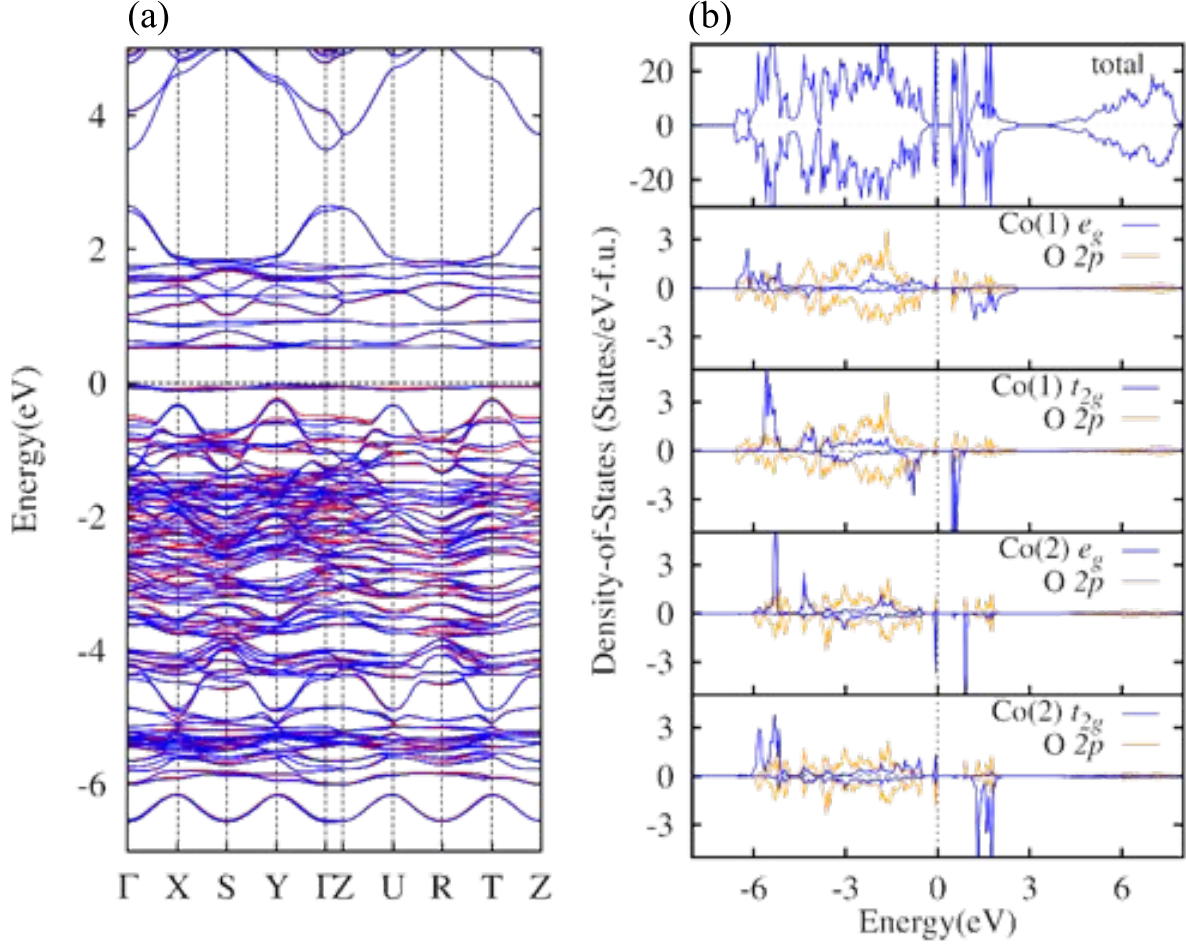 (a)
Energy(eV)
4
2
0
-2
-4
-6
Γ X S Y Γ Z U R T Z
(b)
Density-of-States (States/eV-f.u.)
20
0
-20
total
3
0
-3
Co(1) e_g
O 2p
3
0
-3
Co(1) t_2g
O 2p
3
0
-3
Co(2) e_g
O 2p
3
0
-3
Co(2) t_2g
O 2p
-6 -3 0 3 6
Energy(eV)